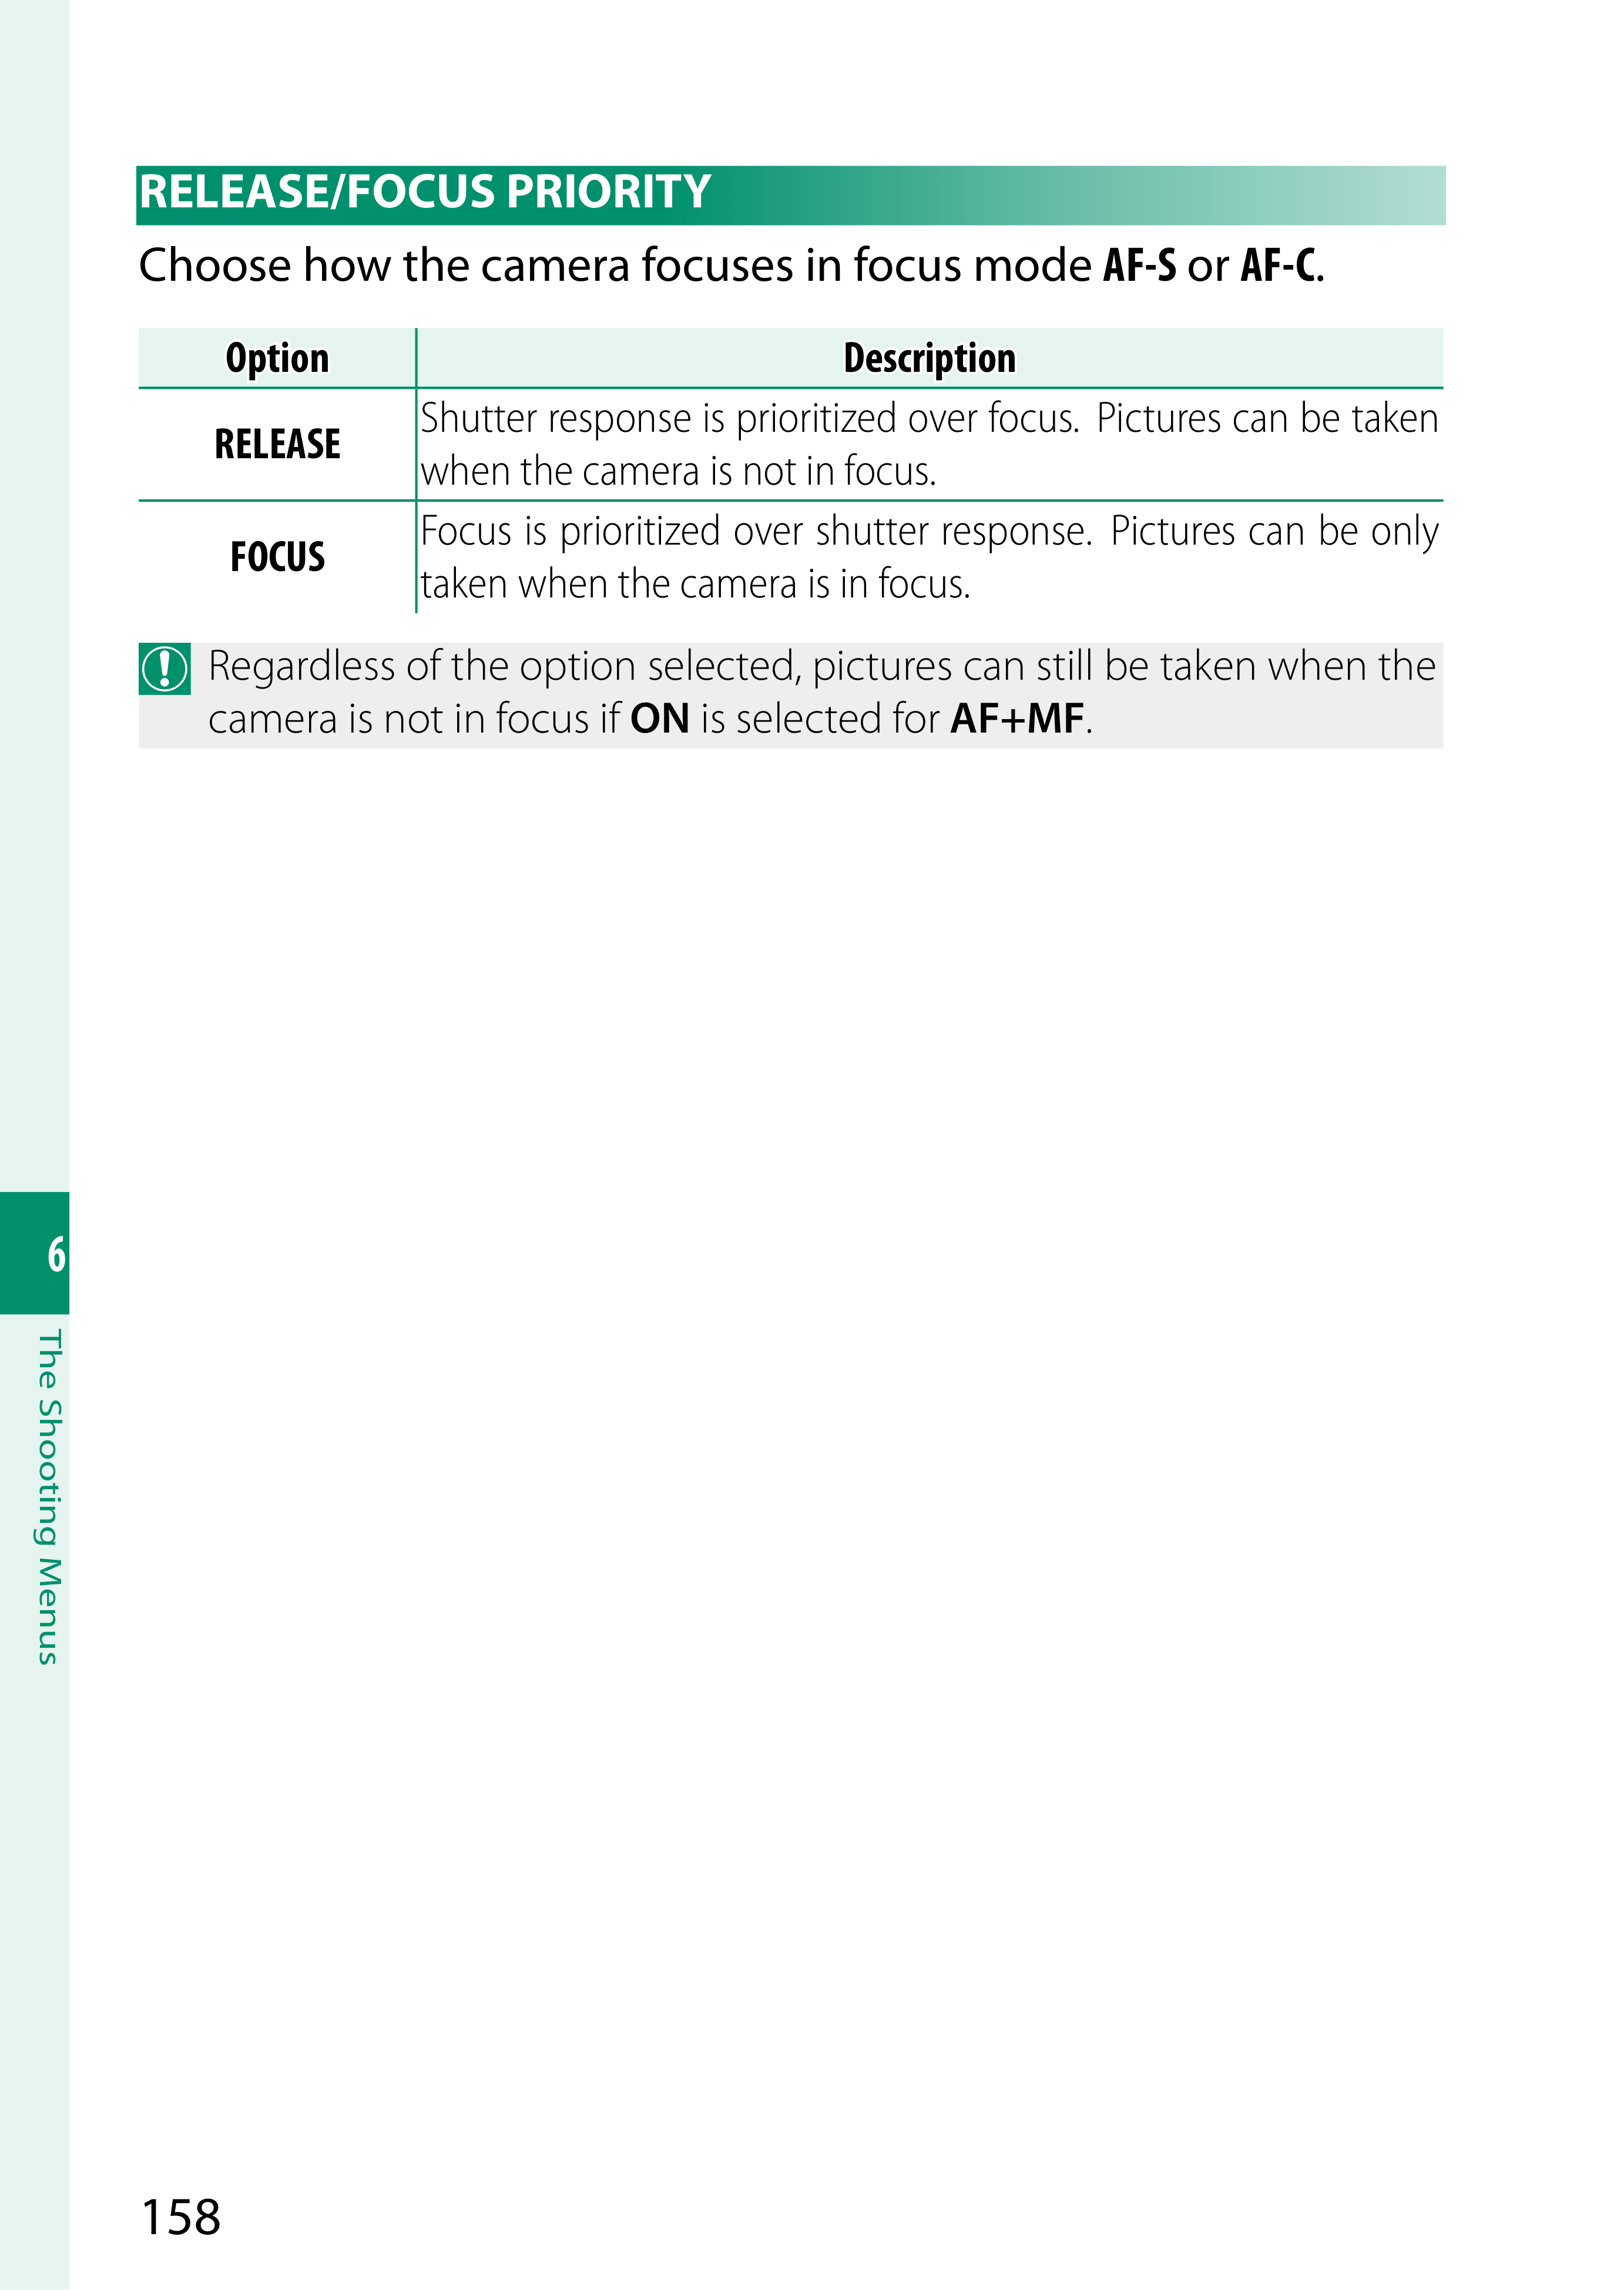 RELEASE/FOCUS PRIORITY
Choose how the camera focuses in focus mode AF-S or AF-C.
Option Description
RELEASE
Shutter response is prioritized over focus. Pictures can be taken
when the camera is not in focus.
FOCUS
Focus is prioritized over shutter response. Pictures can be only
taken when the camera is in focus.
Regardless of the option selected, pictures can still be taken when the
camera is not in focus if ON is selected for AF+MF.
6
The Shooting Menus
158